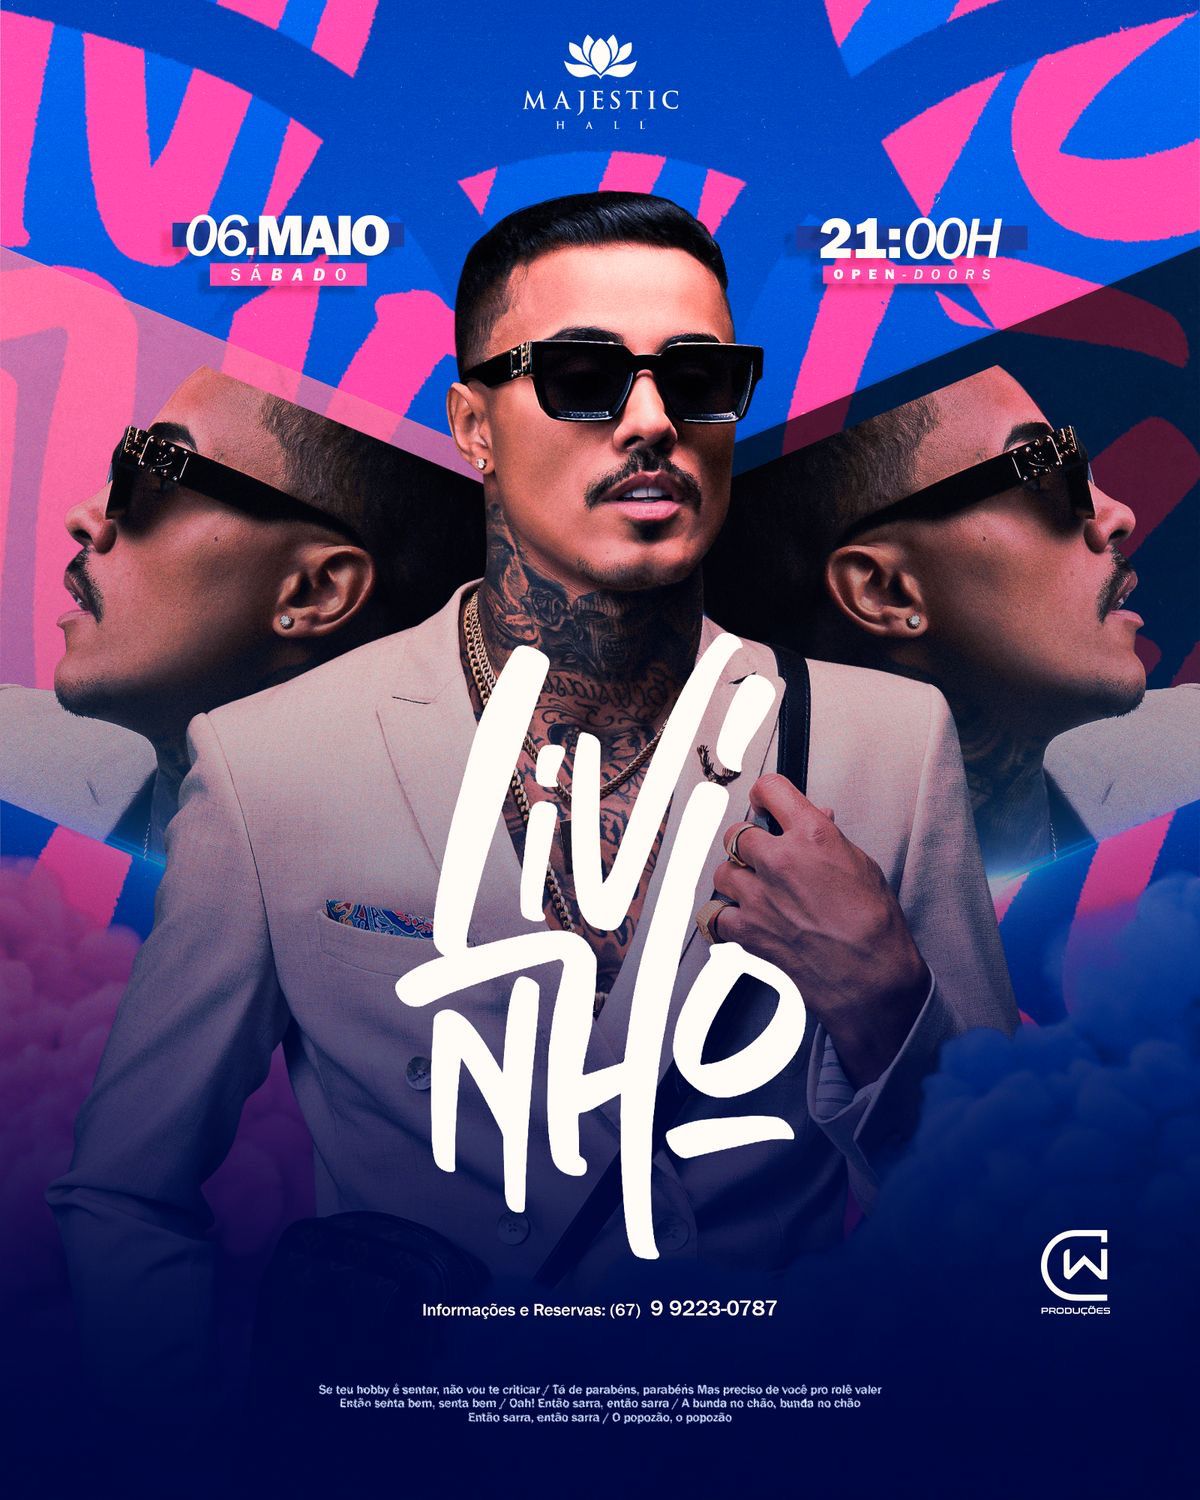 MAJESTIC
HALL
06.MAIO
SÁBADO
21:00H
OPEN-DOORS
LiVi
NHO
Informações e Reservas: (67) 9 9223-0787
CW
PRODUÇÕES
Se teu hobby é sentar, não vou te criticar / Tá de parabéns, parabéns Mas preciso de você pro rolê valer
Então senta bem, senta bem / Oah! Então sarra, então sarra / A bunda no chão, bunda no chão
Então sarra, então sarra / O popozão, o popozão